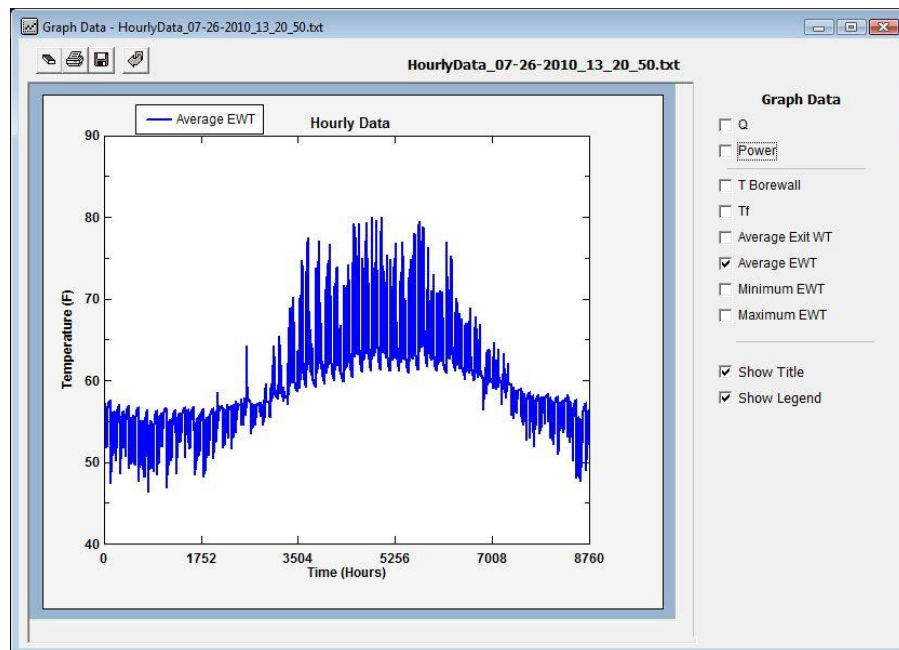 Graph Data - HourlyData_07-26-2010_13_20_50.txt
HourlyData_07-26-2010_13_20_50.txt
Average EWT
Hourly Data
90
80
70
60
50
40
Temperature (F)
0 1752 3504 5256 7008 8760
Time (Hours)
Graph Data
Q
Power
T Borewall
Tf
Average Exit WT
Average EWT
Minimum EWT
Maximum EWT
Show Title
Show Legend